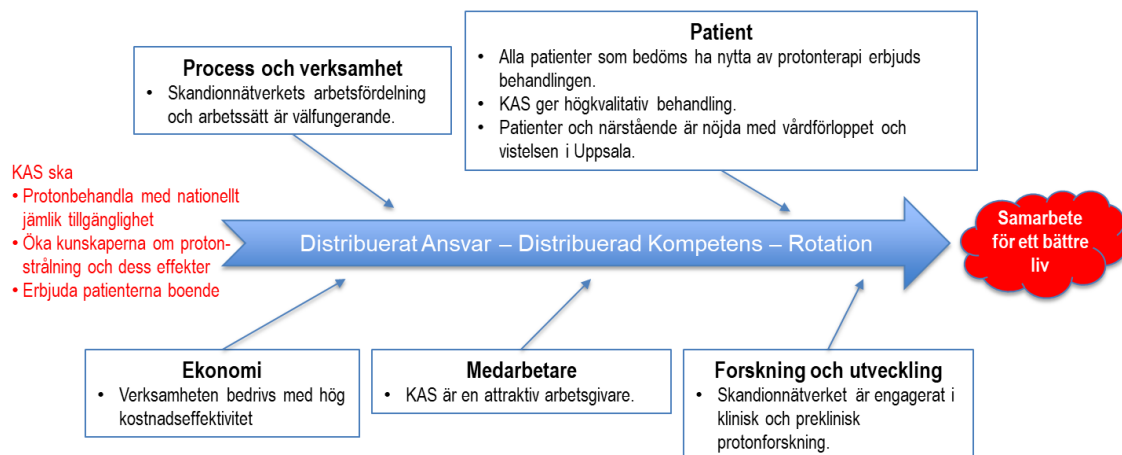 Patient
• Alla patienter som bedöms ha nytta av protonterapi erbjuds
behandlingen.
• KAS ger högkvalitativ behandling.
• Patienter och närstående är nöjda med vårdförloppet och
vistelsen i Uppsala.
Process och verksamhet
• Skandionnätverkets arbetsfördelning
och arbetssätt är välfungerande.
KAS ska
• Protonbehandla med nationellt
jämlik tillgänglighet
• Öka kunskaperna om proton-
strålning och dess effekter
• Erbjuda patienterna boende
Distribuerat Ansvar – Distribuerad Kompetens – Rotation
Samarbete
för ett bättre
liv
Ekonomi
• Verksamheten bedrivs med hög
kostnadseffektivitet
Medarbetare
• KAS är en attraktiv arbetsgivare.
Forskning och utveckling
• Skandionnätverket är engagerat i
klinisk och preklinisk
protonforskning.